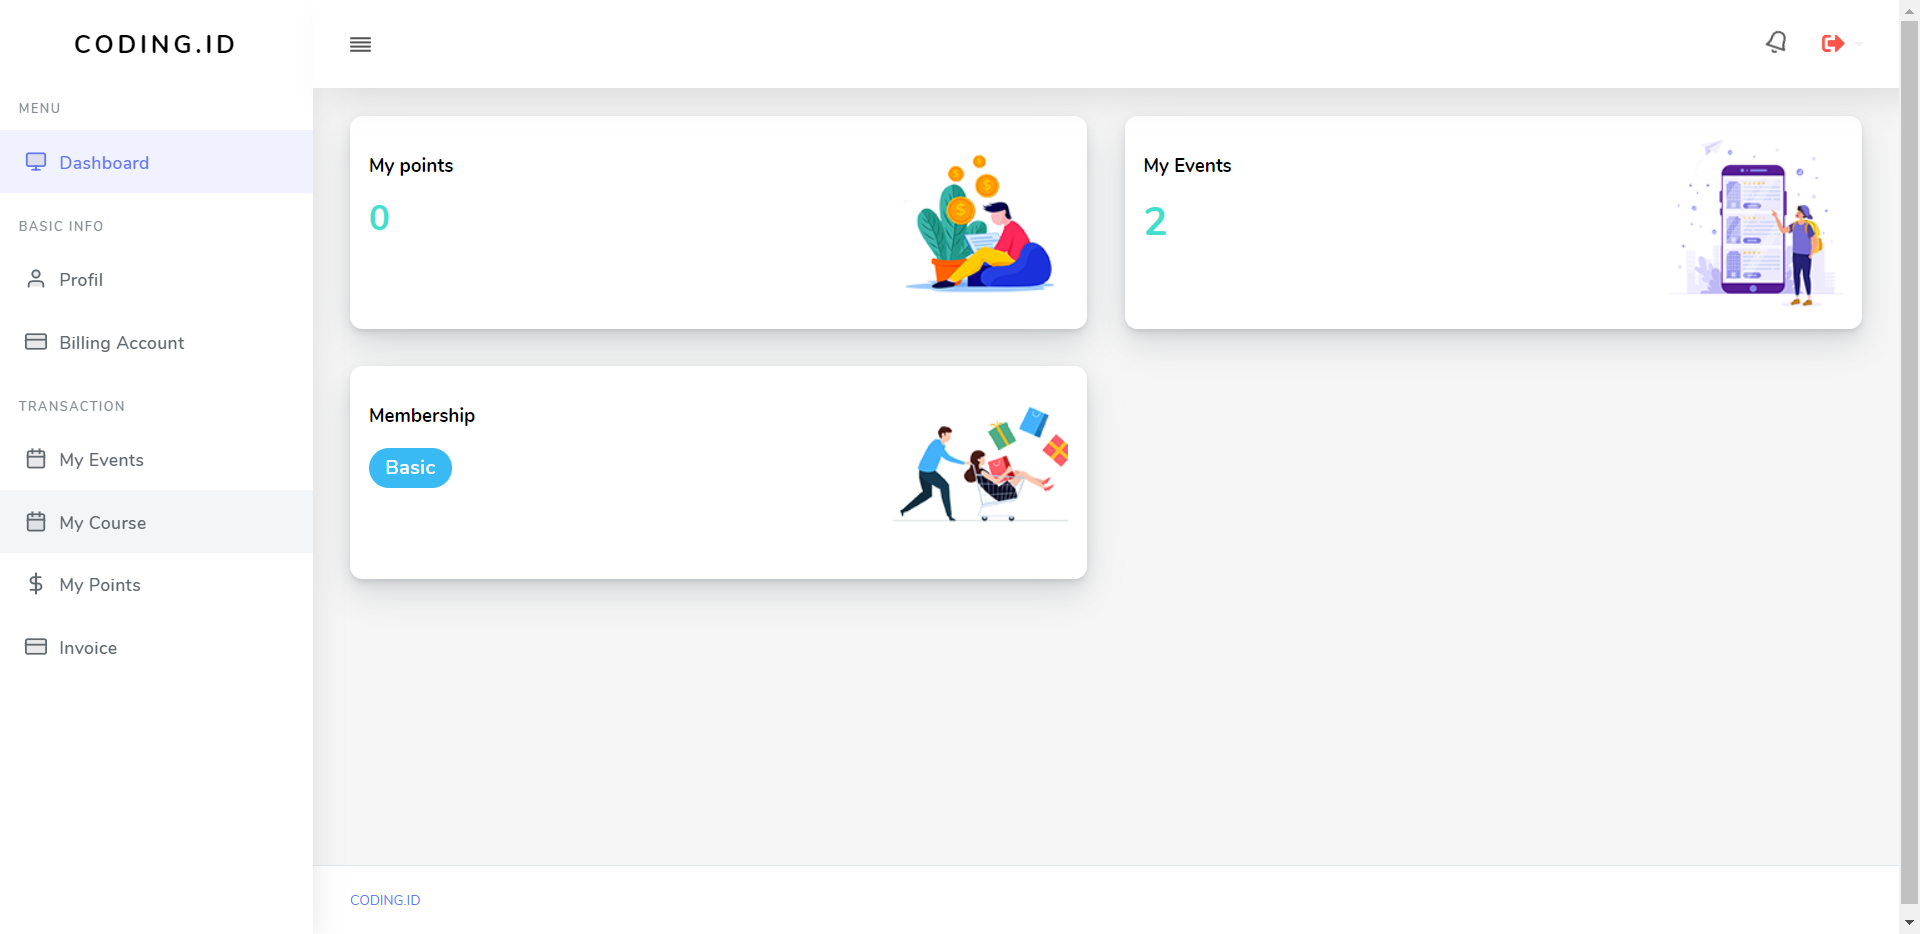 CODING.ID
MENU
Dashboard
BASIC INFO
Profil
Billing Account
TRANSACTION
My Events
My Course
My Points
Invoice
My points
0
My Events
2
Membership
Basic
CODING.ID